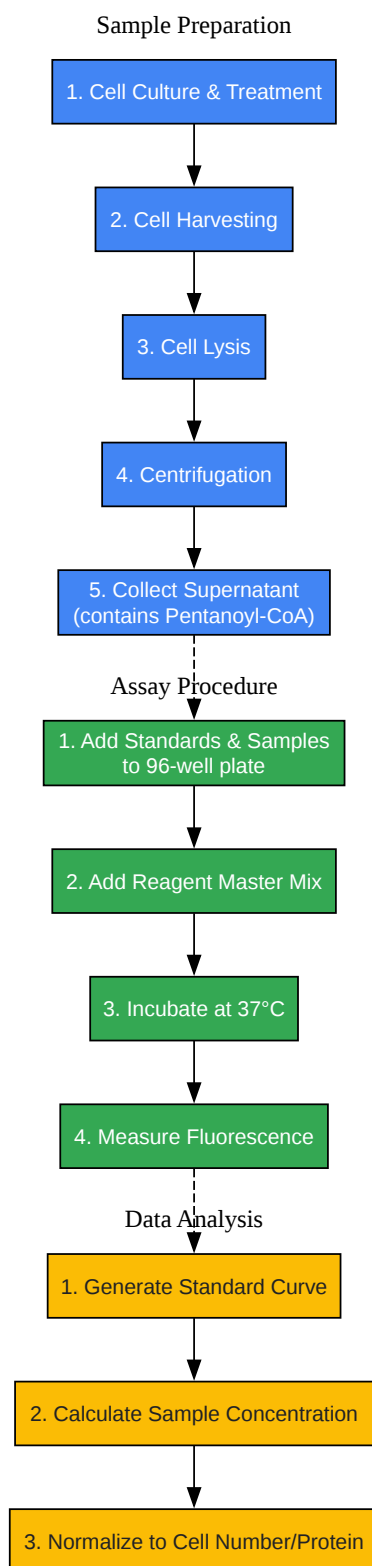 Sample Preparation
1. Cell Culture & Treatment
2. Cell Harvesting
3. Cell Lysis
4. Centrifugation
5. Collect Supernatant
(contains Pentanoyl-CoA)
Assay Procedure
1. Add Standards & Samples
to 96-well plate
2. Add Reagent Master Mix
3. Incubate at 37°C
4. Measure Fluorescence
Data Analysis
1. Generate Standard Curve
2. Calculate Sample Concentration
3. Normalize to Cell Number/Protein